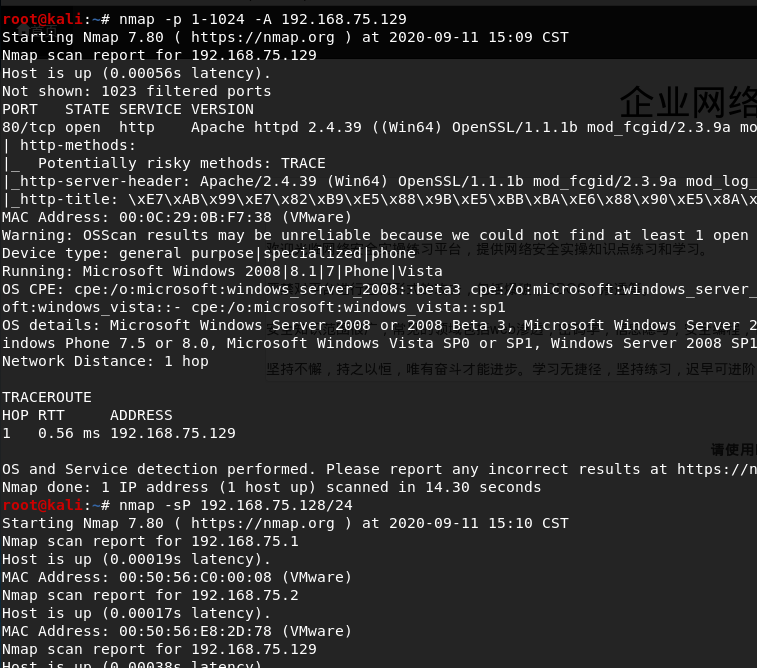 root@kali:~# nmap -p 1-1024 -A 192.168.75.129
Starting Nmap 7.80 ( https://nmap.org ) at 2020-09-11 15:09 CST
Nmap scan report for 192.168.75.129
Host is up (0.00056s latency).
Not shown: 1023 filtered ports
企业网络
PORT   STATE SERVICE VERSION
80/tcp open  http    Apache httpd 2.4.39 ((Win64) OpenSSL/1.1.1b mod_fcgid/2.3.9a mo
| http-methods:
|_  Potentially risky methods: TRACE
|_http-server-header: Apache/2.4.39 (Win64) OpenSSL/1.1.1b mod_fcgid/2.3.9a mod_log_
|_http-title: \xE7\xAB\x99\xE7\x82\xB9\xE5\x88\x9B\xE5\xBB\xBA\xE6\x88\x90\xE5\x8A\x
MAC Address: 00:0C:29:0B:F7:38 (VMware)
Warning: OSScan results may be unreliable because we could not find at least 1 open
练习平台，提供网络安全实操知识点练习和学习。
Device type: general purpose|specialized|phone
Running: Microsoft Windows 2008|8.1|7|Phone|Vista
OS CPE: cpe:/o:microsoft:windows_server_2008::beta3 cpe:/o:microsoft:windows_server_
oft:windows_vista::- cpe:/o:microsoft:windows_vista::sp1
OS details: Microsoft Windows Server 2008 or 2008 Beta 3, Microsoft Windows Server 2
indows Phone 7.5 or 8.0, Microsoft Windows Vista SP0 or SP1, Windows Server 2008 SP1
Network Distance: 1 hop
坚持不懈，持之以恒，唯有奋斗才能进步。学习无捷径，坚持练习，迟早可进阶
TRACEROUTE
HOP RTT     ADDRESS
1   0.56 ms 192.168.75.129
请使用
OS and Service detection performed. Please report any incorrect results at https://n
Nmap done: 1 IP address (1 host up) scanned in 14.30 seconds
root@kali:~# nmap -sP 192.168.75.128/24
Starting Nmap 7.80 ( https://nmap.org ) at 2020-09-11 15:10 CST
Nmap scan report for 192.168.75.1
Host is up (0.00019s latency).
MAC Address: 00:50:56:C0:00:08 (VMware)
Nmap scan report for 192.168.75.2
Host is up (0.00017s latency).
MAC Address: 00:50:56:E8:2D:78 (VMware)
Nmap scan report for 192.168.75.129
Host is up (0.00038s latency).